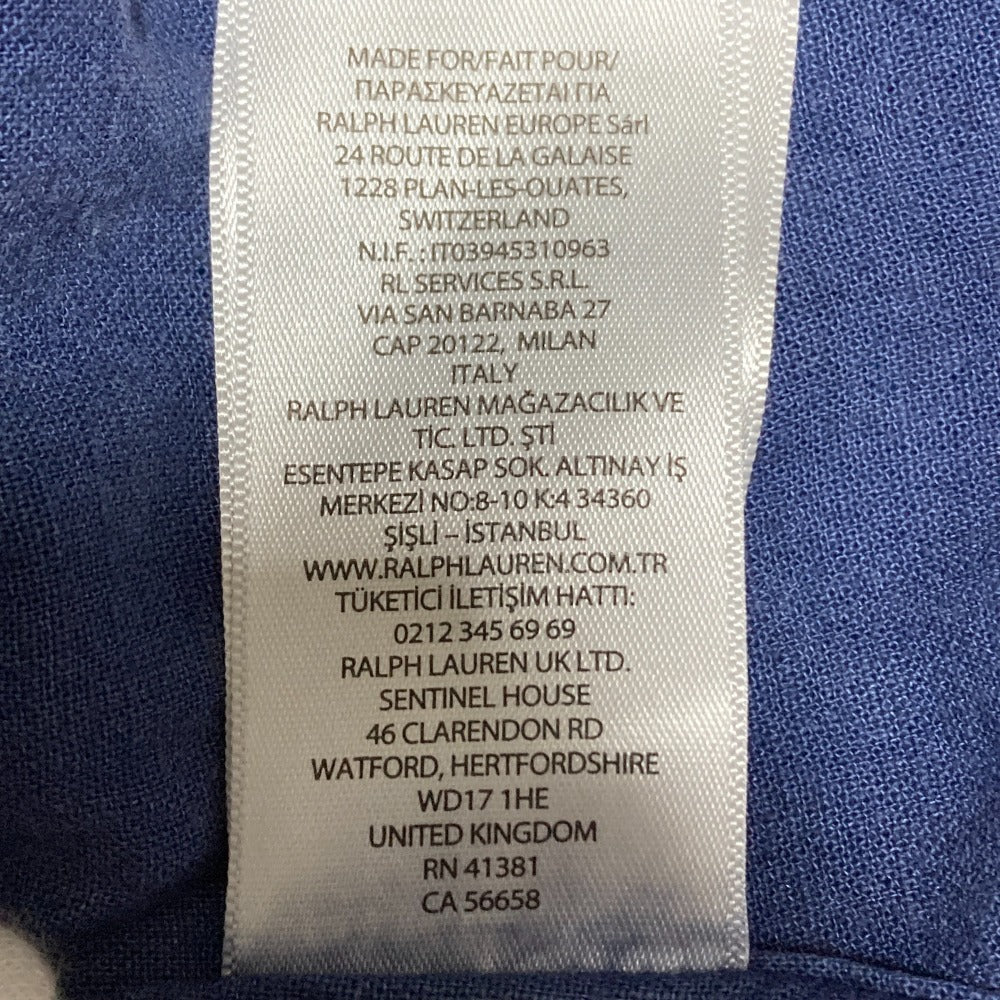 MADE FOR/FAIT POUR/
ΠΑΡΑΣΚΕΥΑΖΕΤΑΙ ΓΙΑ
RALPH LAUREN EUROPE Sárl
24 ROUTE DE LA GALAISE
1228 PLAN-LES-OUATES,
SWITZERLAND
N.I.F. : IT03945310963
RL SERVICES S.R.L.
VIA SAN BARNABA 27
CAP 20122, MILAN
ITALY
RALPH LAUREN MAĞAZACILIK VE
TİC. LTD. ŞTİ
ESENTEPE KASAP SOK. ALTINAY İŞ
MERKEZİ NO:8-10 K:4 34360
ŞİŞLİ – İSTANBUL
WWW.RALPHLAUREN.COM.TR
TÜKETİCİ İLETİŞİM HATTI:
0212 345 69 69
RALPH LAUREN UK LTD.
SENTINEL HOUSE
46 CLARENDON RD
WATFORD, HERTFORDSHIRE
WD17 1HE
UNITED KINGDOM
RN 41381
CA 56658